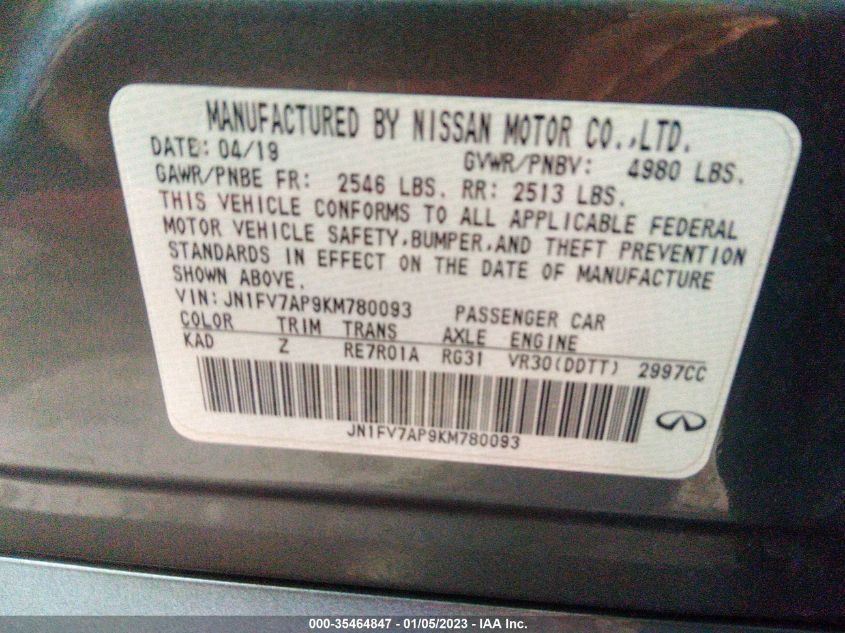 MANUFACTURED BY NISSAN MOTOR CO.,LTD.
DATE: 04/19 GVWR/PNBV: 4980 LBS.
GAWR/PNBE FR: 2546 LBS. RR: 2513 LBS.
THIS VEHICLE CONFORMS TO ALL APPLICABLE FEDERAL
MOTOR VEHICLE SAFETY,BUMPER,AND THEFT PREVENTION
STANDARDS IN EFFECT ON THE DATE OF MANUFACTURE
SHOWN ABOVE.
VIN: JN1FV7AP9KM780093 PASSENGER CAR
COLOR TRIM TRANS AXLE ENGINE
KAD Z RE7R01A RG31 VR30(DDTT) 2997CC
JN1FV7AP9KM780093
000-35464847 - 01/05/2023 - IAA Inc.